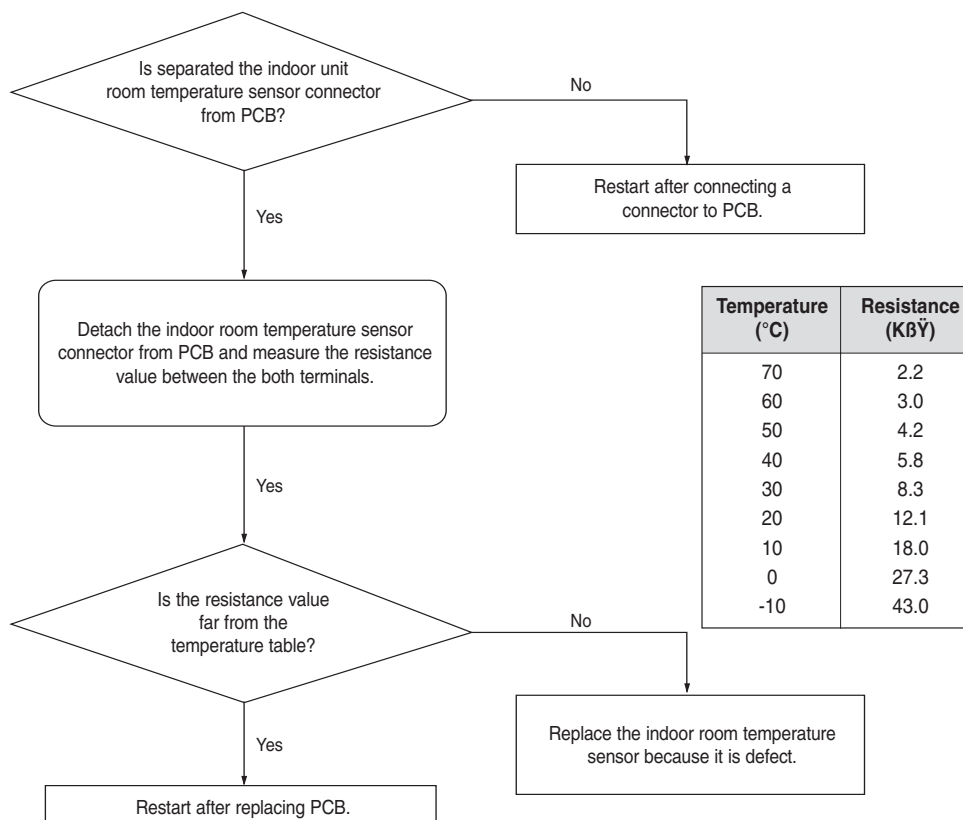 Is separated the indoor unit
room temperature sensor connector
from PCB?
No
Restart after connecting a
connector to PCB.
Yes
Detach the indoor room temperature sensor
connector from PCB and measure the resistance
value between the both terminals.
Temperature Resistance
(°C) (KßŸ)
70 2.2
60 3.0
50 4.2
40 5.8
30 8.3
20 12.1
10 18.0
0 27.3
-10 43.0
Yes
Is the resistance value
far from the
temperature table?
No
Replace the indoor room temperature
sensor because it is defect.
Yes
Restart after replacing PCB.